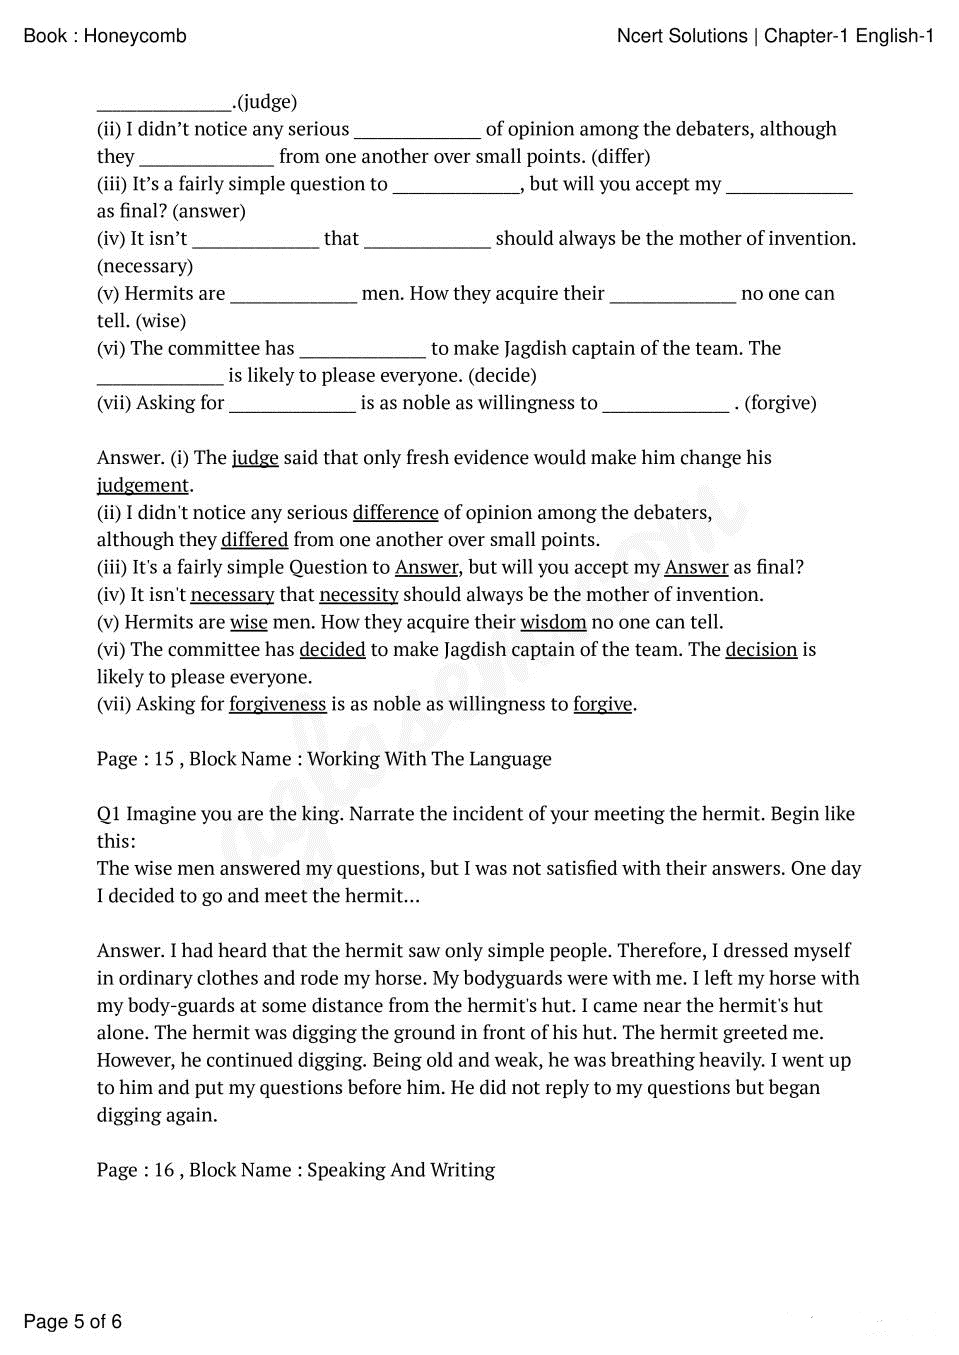 Book : Honeycomb
Ncert Solutions | Chapter-1 English-1
________________.(judge)
(ii) I didn’t notice any serious _______________ of opinion among the debaters, although
they ________________ from one another over small points. (differ)
(iii) It’s a fairly simple question to _______________, but will you accept my _______________
as final? (answer)
(iv) It isn’t _______________ that _______________ should always be the mother of invention.
(necessary)
(v) Hermits are _______________ men. How they acquire their _______________ no one can
tell. (wise)
(vi) The committee has _______________ to make Jagdish captain of the team. The
_______________ is likely to please everyone. (decide)
(vii) Asking for _______________ is as noble as willingness to _______________ . (forgive)
Answer. (i) The judge said that only fresh evidence would make him change his
judgement.
(ii) I didn't notice any serious difference of opinion among the debaters,
although they differed from one another over small points.
(iii) It's a fairly simple Question to Answer, but will you accept my Answer as final?
(iv) It isn't necessary that necessity should always be the mother of invention.
(v) Hermits are wise men. How they acquire their wisdom no one can tell.
(vi) The committee has decided to make Jagdish captain of the team. The decision is
likely to please everyone.
(vii) Asking for forgiveness is as noble as willingness to forgive.
Page : 15 , Block Name : Working With The Language
Q1 Imagine you are the king. Narrate the incident of your meeting the hermit. Begin like
this:
The wise men answered my questions, but I was not satisfied with their answers. One day
I decided to go and meet the hermit…
Answer. I had heard that the hermit saw only simple people. Therefore, I dressed myself
in ordinary clothes and rode my horse. My bodyguards were with me. I left my horse with
my body-guards at some distance from the hermit's hut. I came near the hermit's hut
alone. The hermit was digging the ground in front of his hut. The hermit greeted me.
However, he continued digging. Being old and weak, he was breathing heavily. I went up
to him and put my questions before him. He did not reply to my questions but began
digging again.
Page : 16 , Block Name : Speaking And Writing
aglasem.com
Page 5 of 6